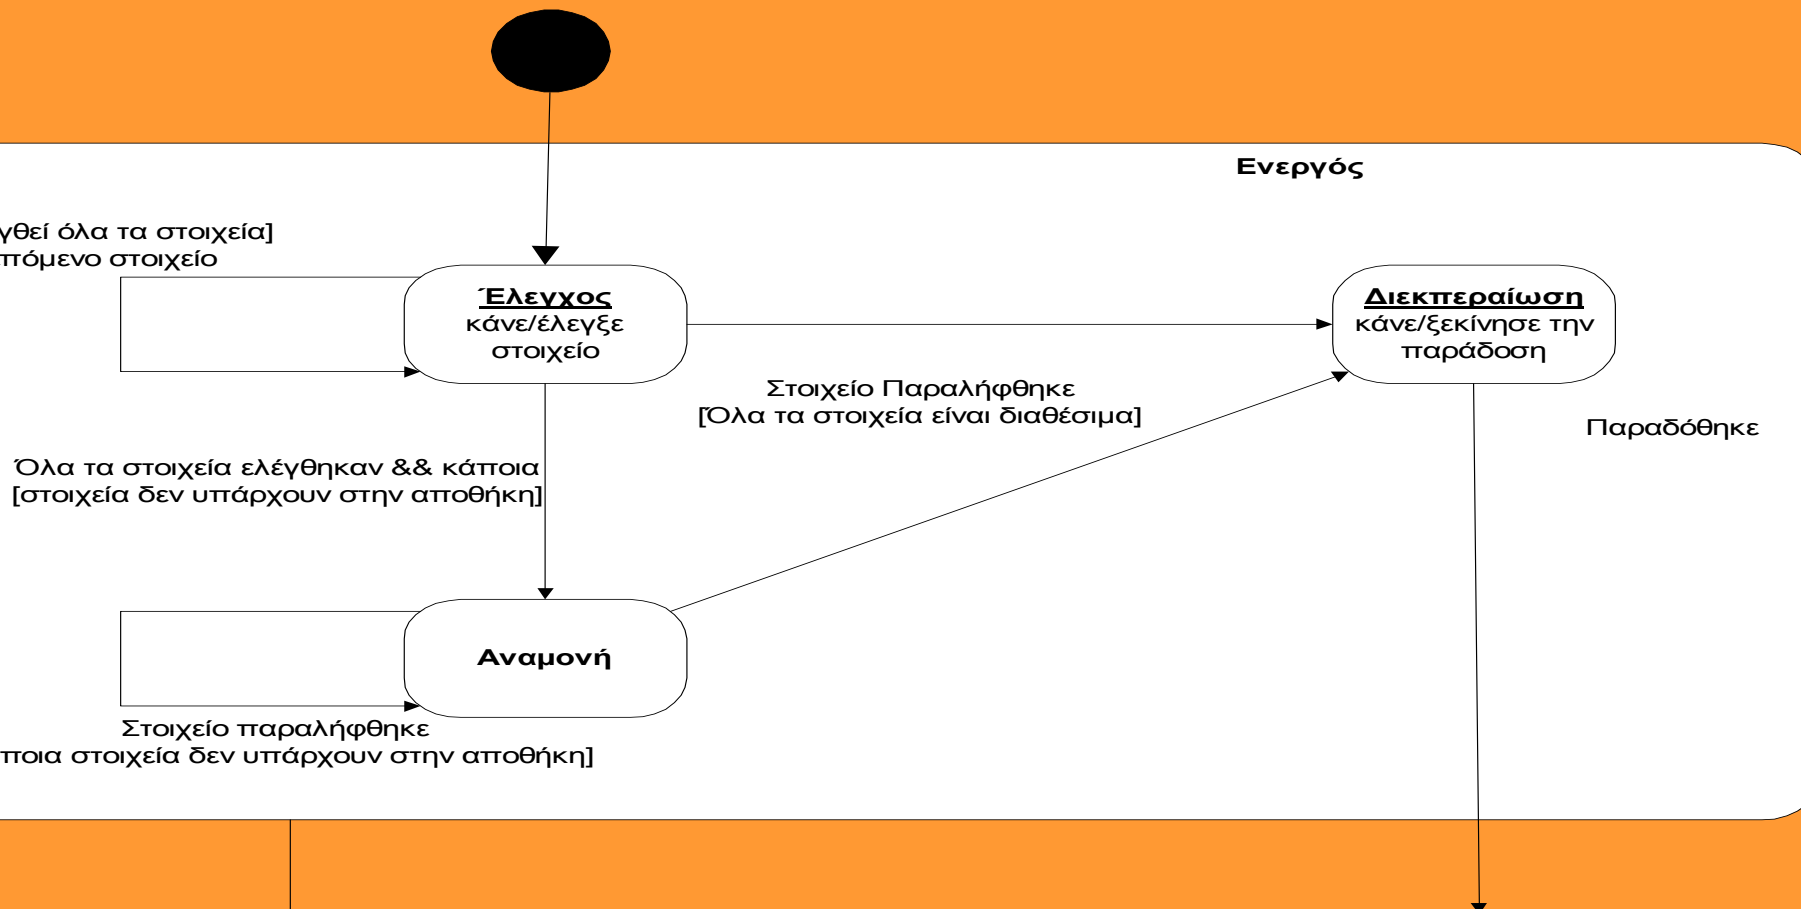 Ενεργός
γθεί όλα τα στοιχεία]
πόμενο στοιχείο
Έλεγχος
κάνε/έλεγξε
στοιχείο
Διεκπεραίωση
κάνε/ξεκίνησε την
παράδοση
Στοιχείο Παραλήφθηκε
[Όλα τα στοιχεία είναι διαθέσιμα]
Παραδόθηκε
Όλα τα στοιχεία ελέγθηκαν && κάποια
[στοιχεία δεν υπάρχουν στην αποθήκη]
Αναμονή
Στοιχείο παραλήφθηκε
ποια στοιχεία δεν υπάρχουν στην αποθήκη]